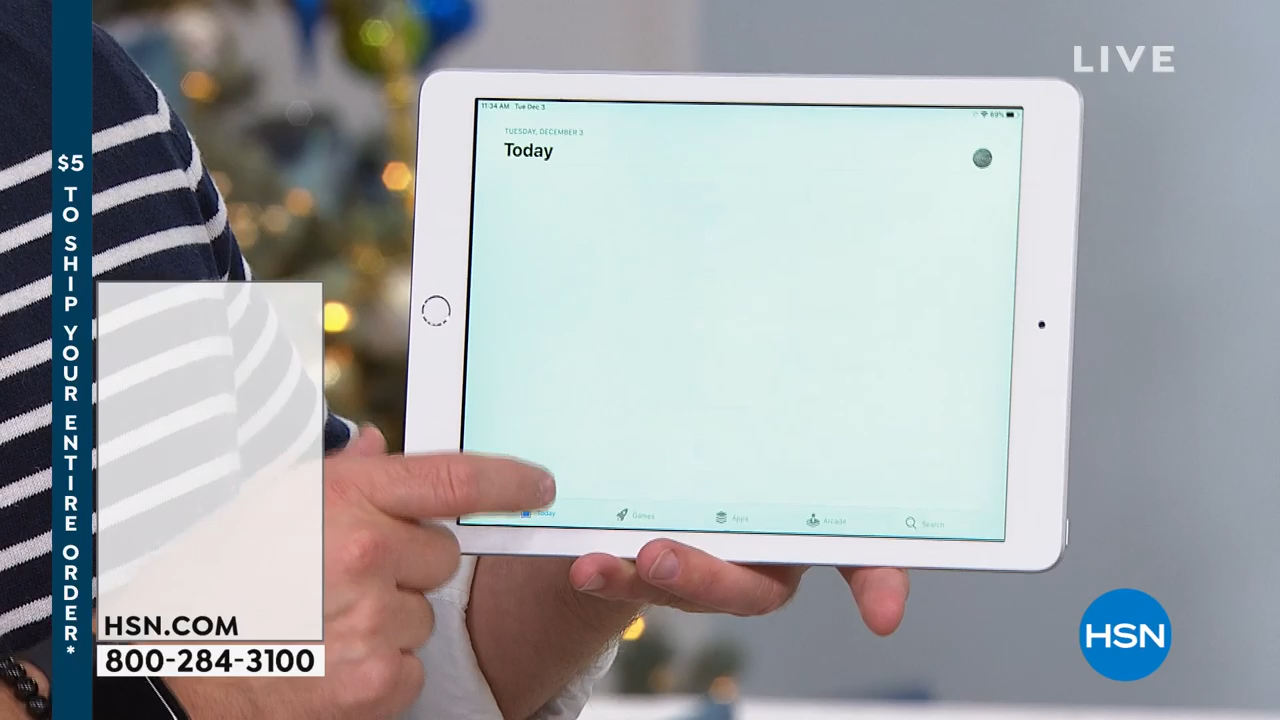 LIVE
11:34 AM Tue Dec 3
69%
TUESDAY, DECEMBER 3
Today
Today
Games
Apps
Arcade
Search
$5 TO SHIP YOUR ENTIRE ORDER*
HSN.COM
800-284-3100
HSN